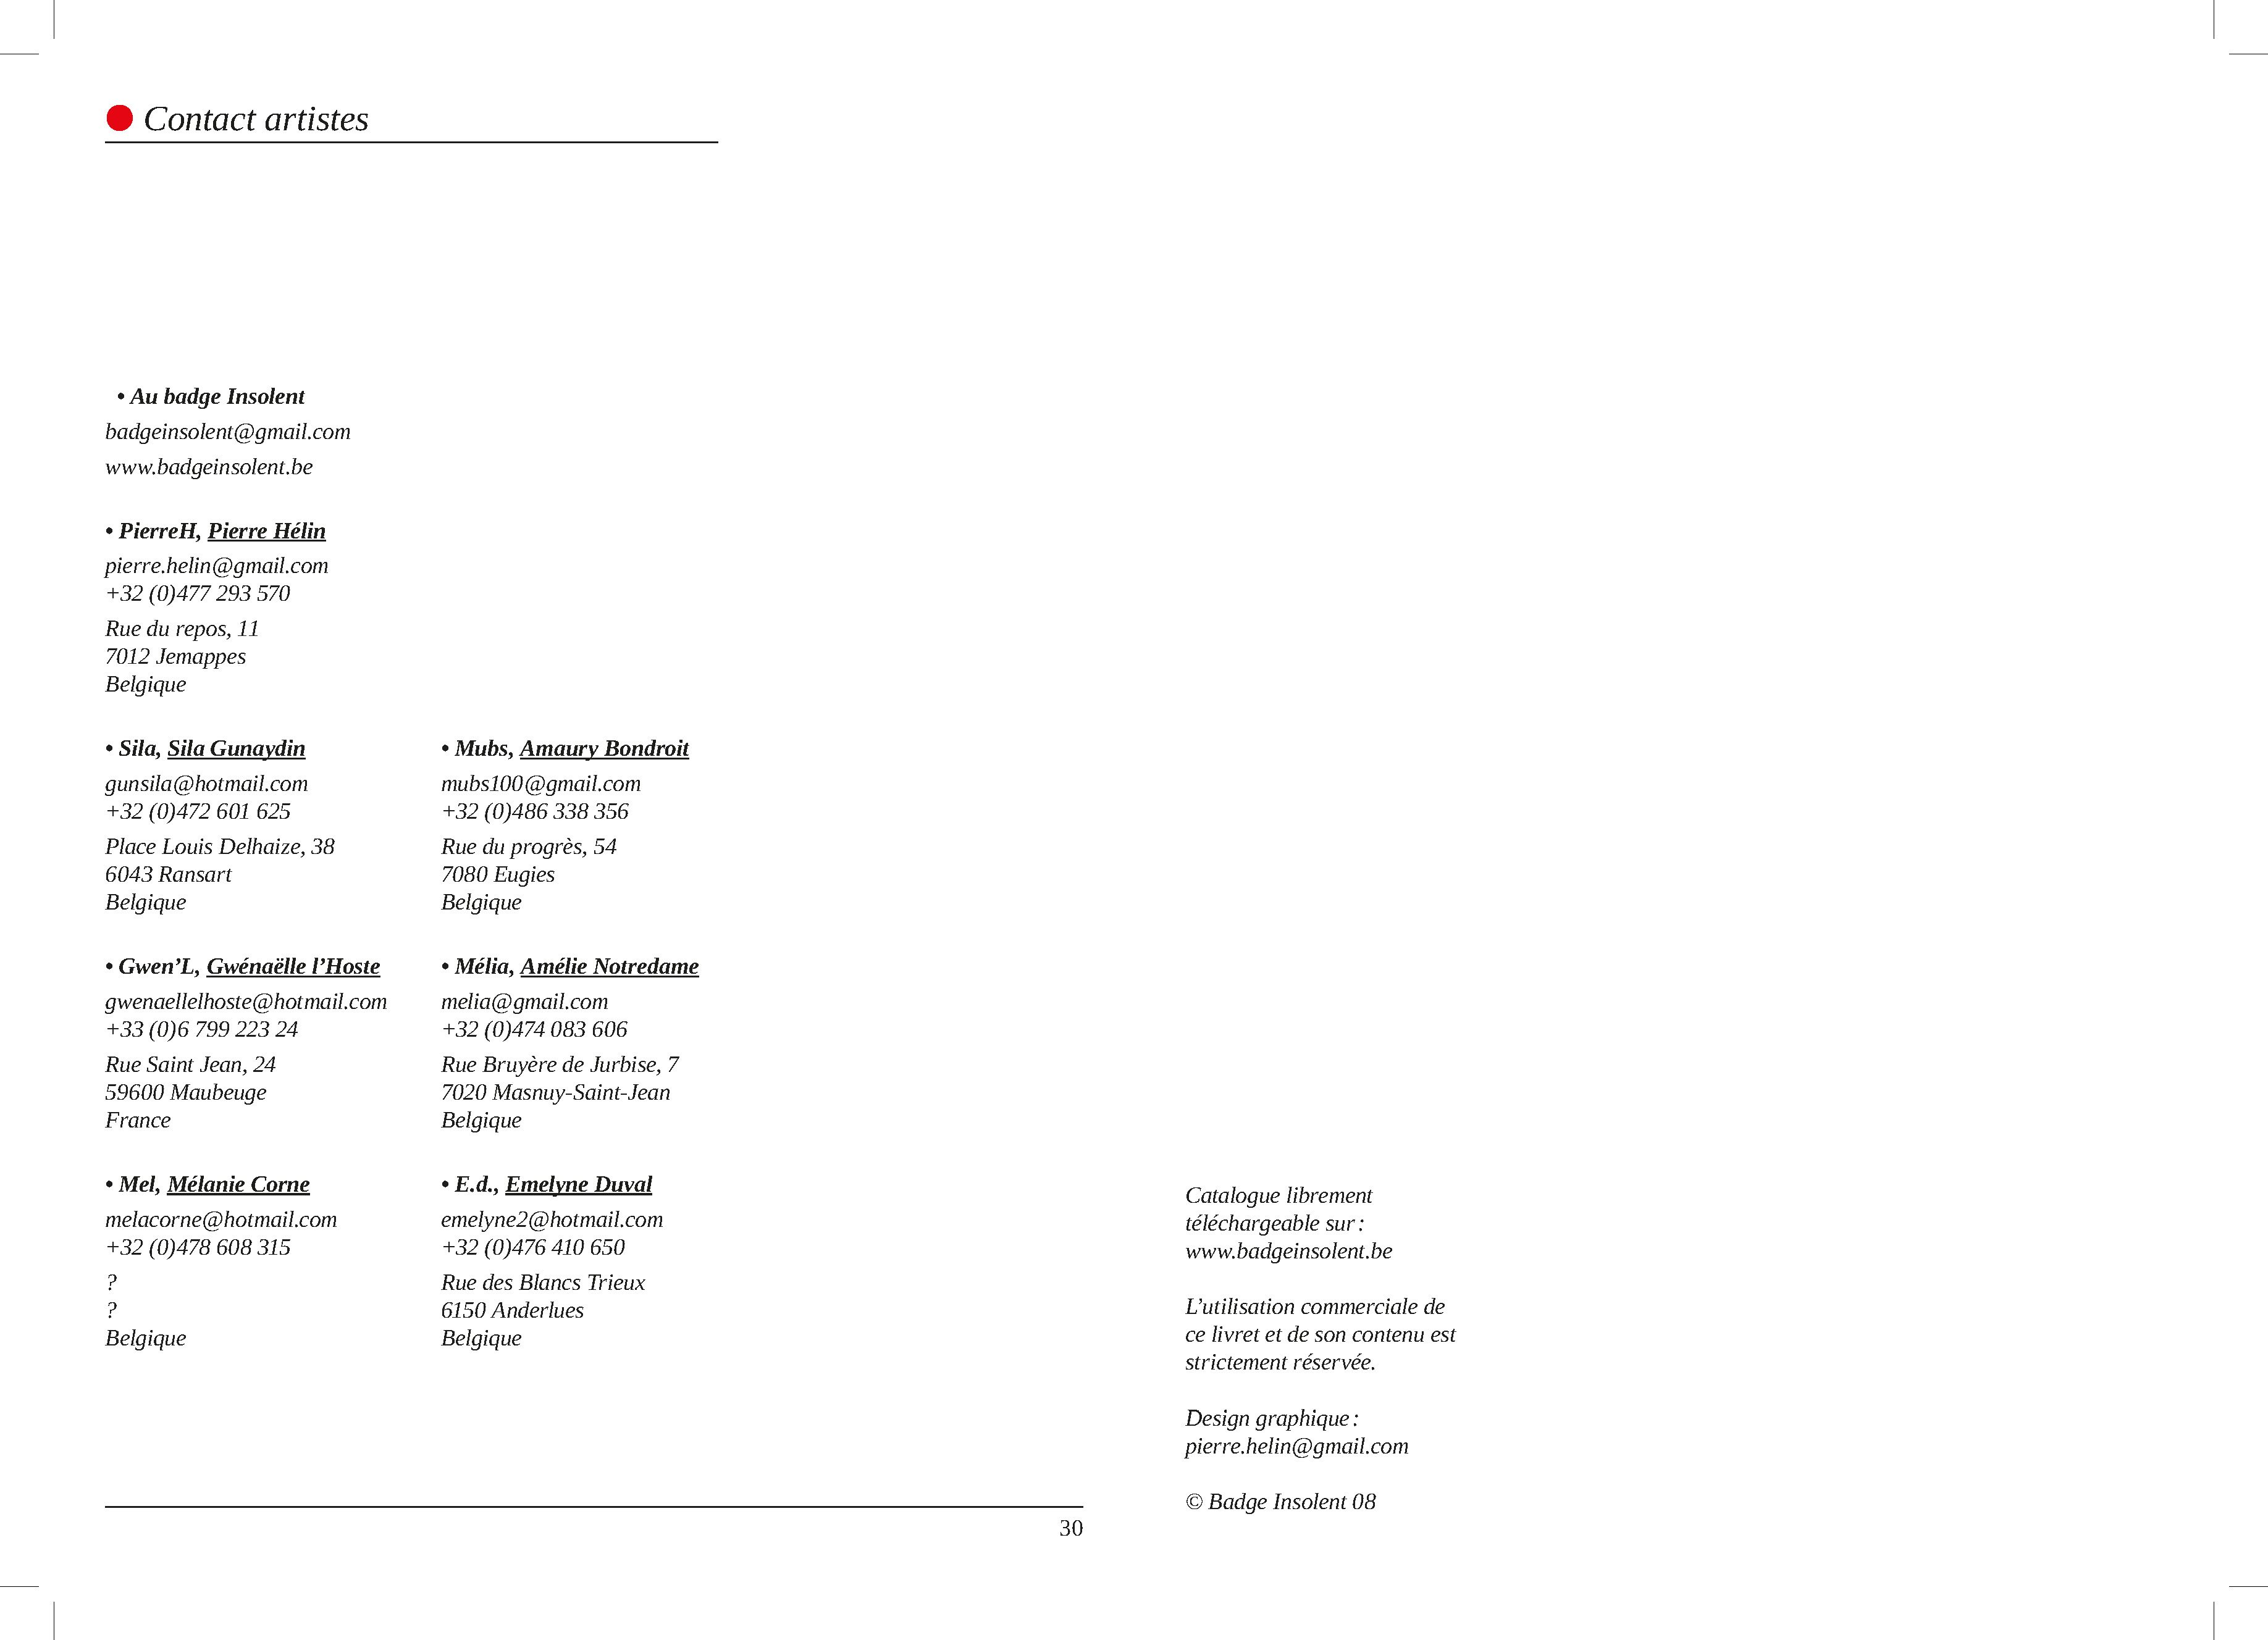 Contact artistes
• Au badge Insolent
badgeinsolent@gmail.com
www.badgeinsolent.be
• PierreH, Pierre Hélin
pierre.helin@gmail.com
+32 (0)477 293 570
Rue du repos, 11
7012 Jemappes
Belgique
• Sila, Sila Gunaydin
gunsila@hotmail.com
+32 (0)472 601 625
Place Louis Delhaize, 38
6043 Ransart
Belgique
• Gwen’L, Gwénaëlle l’Hoste
gwenaellelhoste@hotmail.com
+33 (0)6 799 223 24
Rue Saint Jean, 24
59600 Maubeuge
France
• Mel, Mélanie Corne
melacorne@hotmail.com
+32 (0)478 608 315
?
?
Belgique
• Mubs, Amaury Bondroit
mubs100@gmail.com
+32 (0)486 338 356
Rue du progrès, 54
7080 Eugies
Belgique
• Mélia, Amélie Notredame
melia@gmail.com
+32 (0)474 083 606
Rue Bruyère de Jurbise, 7
7020 Masnuy-Saint-Jean
Belgique
• E.d., Emelyne Duval
emelyne2@hotmail.com
+32 (0)476 410 650
Rue des Blancs Trieux
6150 Anderlues
Belgique
30
Catalogue librement
téléchargeable sur :
www.badgeinsolent.be
L’utilisation commerciale de
ce livret et de son contenu est
strictement réservée.
Design graphique :
pierre.helin@gmail.com
© Badge Insolent 08